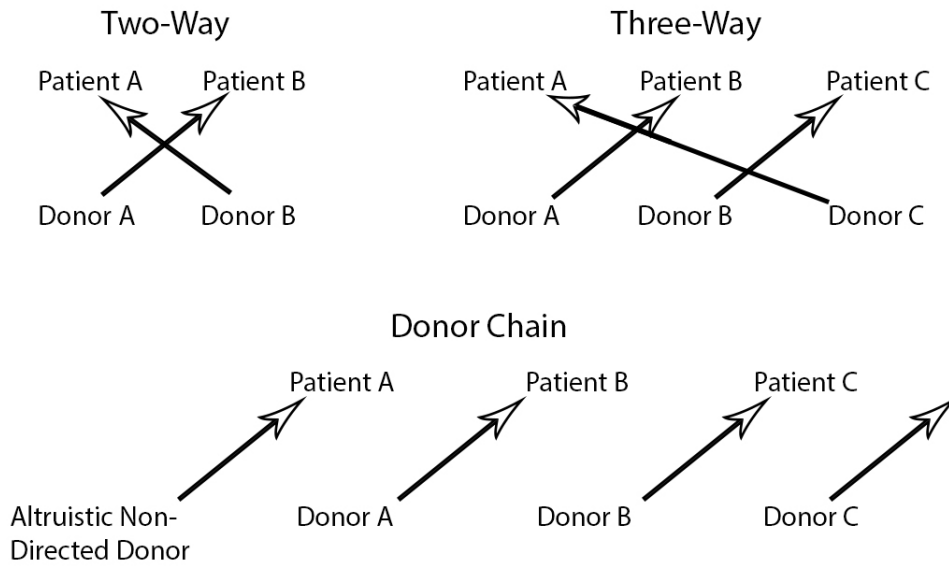 Two-Way
Three-Way
Patient A Patient B
Patient A Patient B Patient C
Donor A Donor B
Donor A Donor B Donor C
Donor Chain
Patient A Patient B Patient C
Altruistic Non-
Directed Donor
Donor A Donor B Donor C